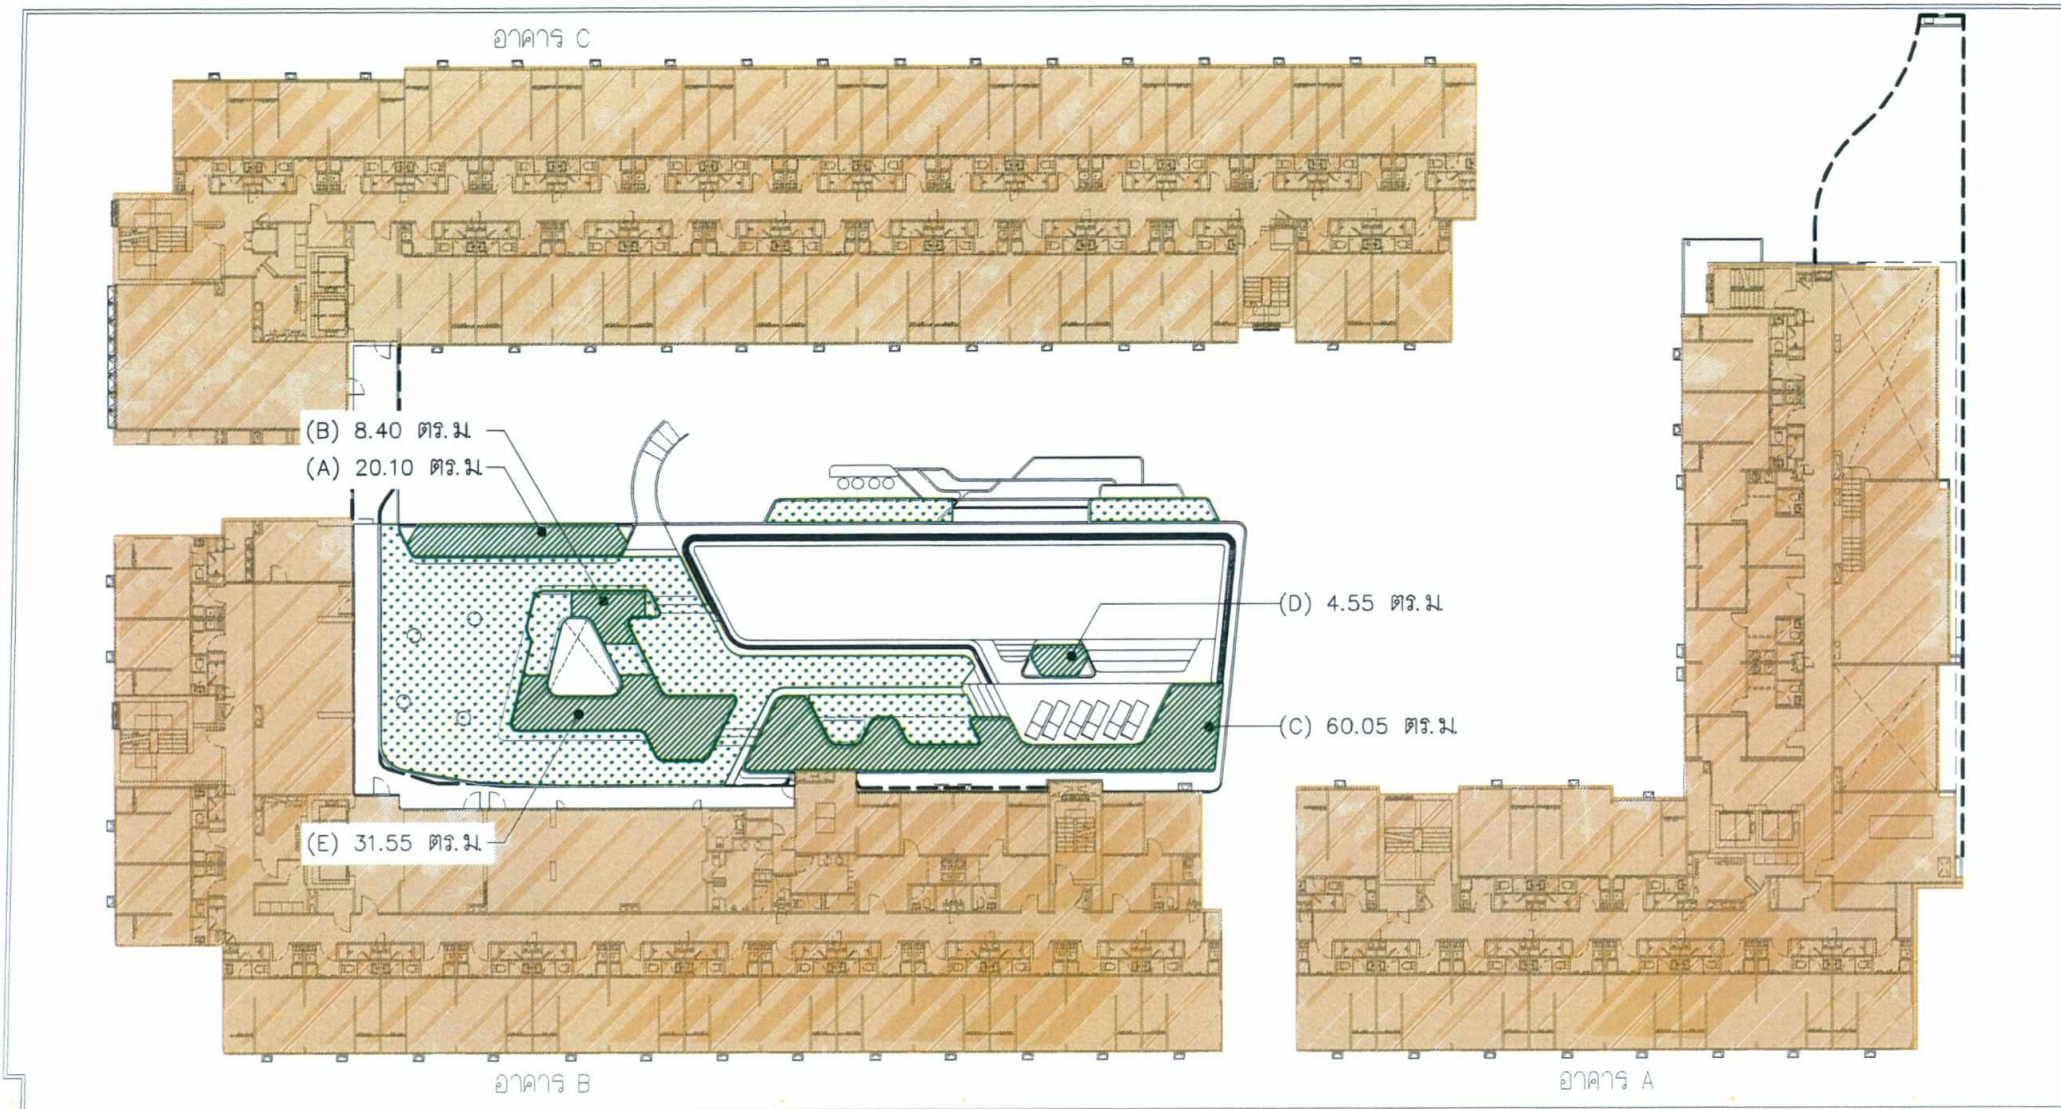 อาคาร C
(B) 8.40 ตร.ม
(A) 20.10 ตร.ม
(D) 4.55 ตร.ม
(C) 60.05 ตร.ม
(E) 31.55 ตร.ม
อาคาร B
อาคาร A